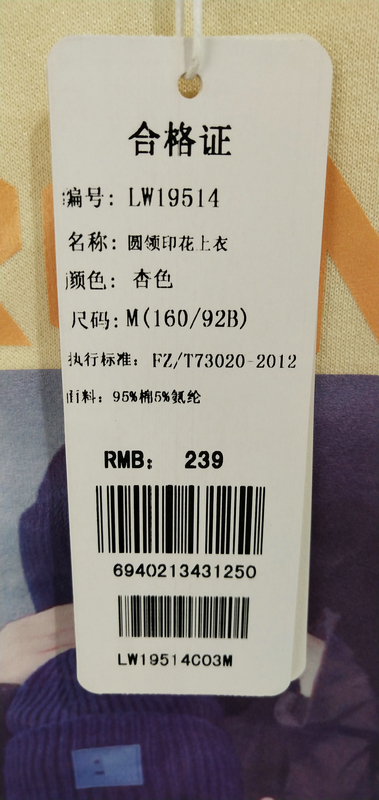 合格证
编号: LW19514
名称: 圆领印花上衣
颜色: 杏色
尺码: M(160/92B)
执行标准: FZ/T73020-2012
面料: 95%棉5%氨纶
RMB: 239
6940213431250
LW19514C03M